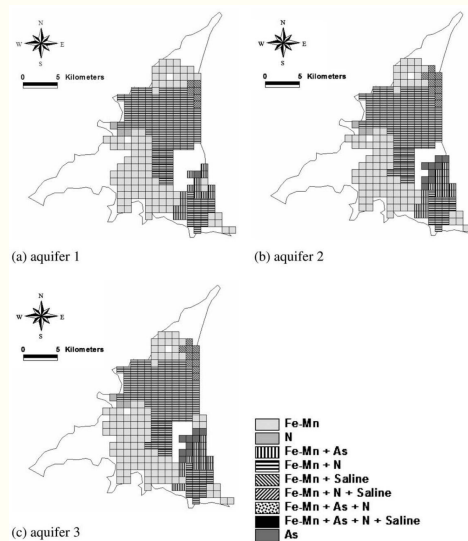 N
W E
S
0 5 Kilometers
(a) aquifer 1
N
W E
S
0 5 Kilometers
(b) aquifer 2
N
W E
S
0 5 Kilometers
(c) aquifer 3
Fe-Mn
N
Fe-Mn + As
Fe-Mn + N
Fe-Mn + Saline
Fe-Mn + N + Saline
Fe-Mn + As + N
Fe-Mn + As + N + Saline
As